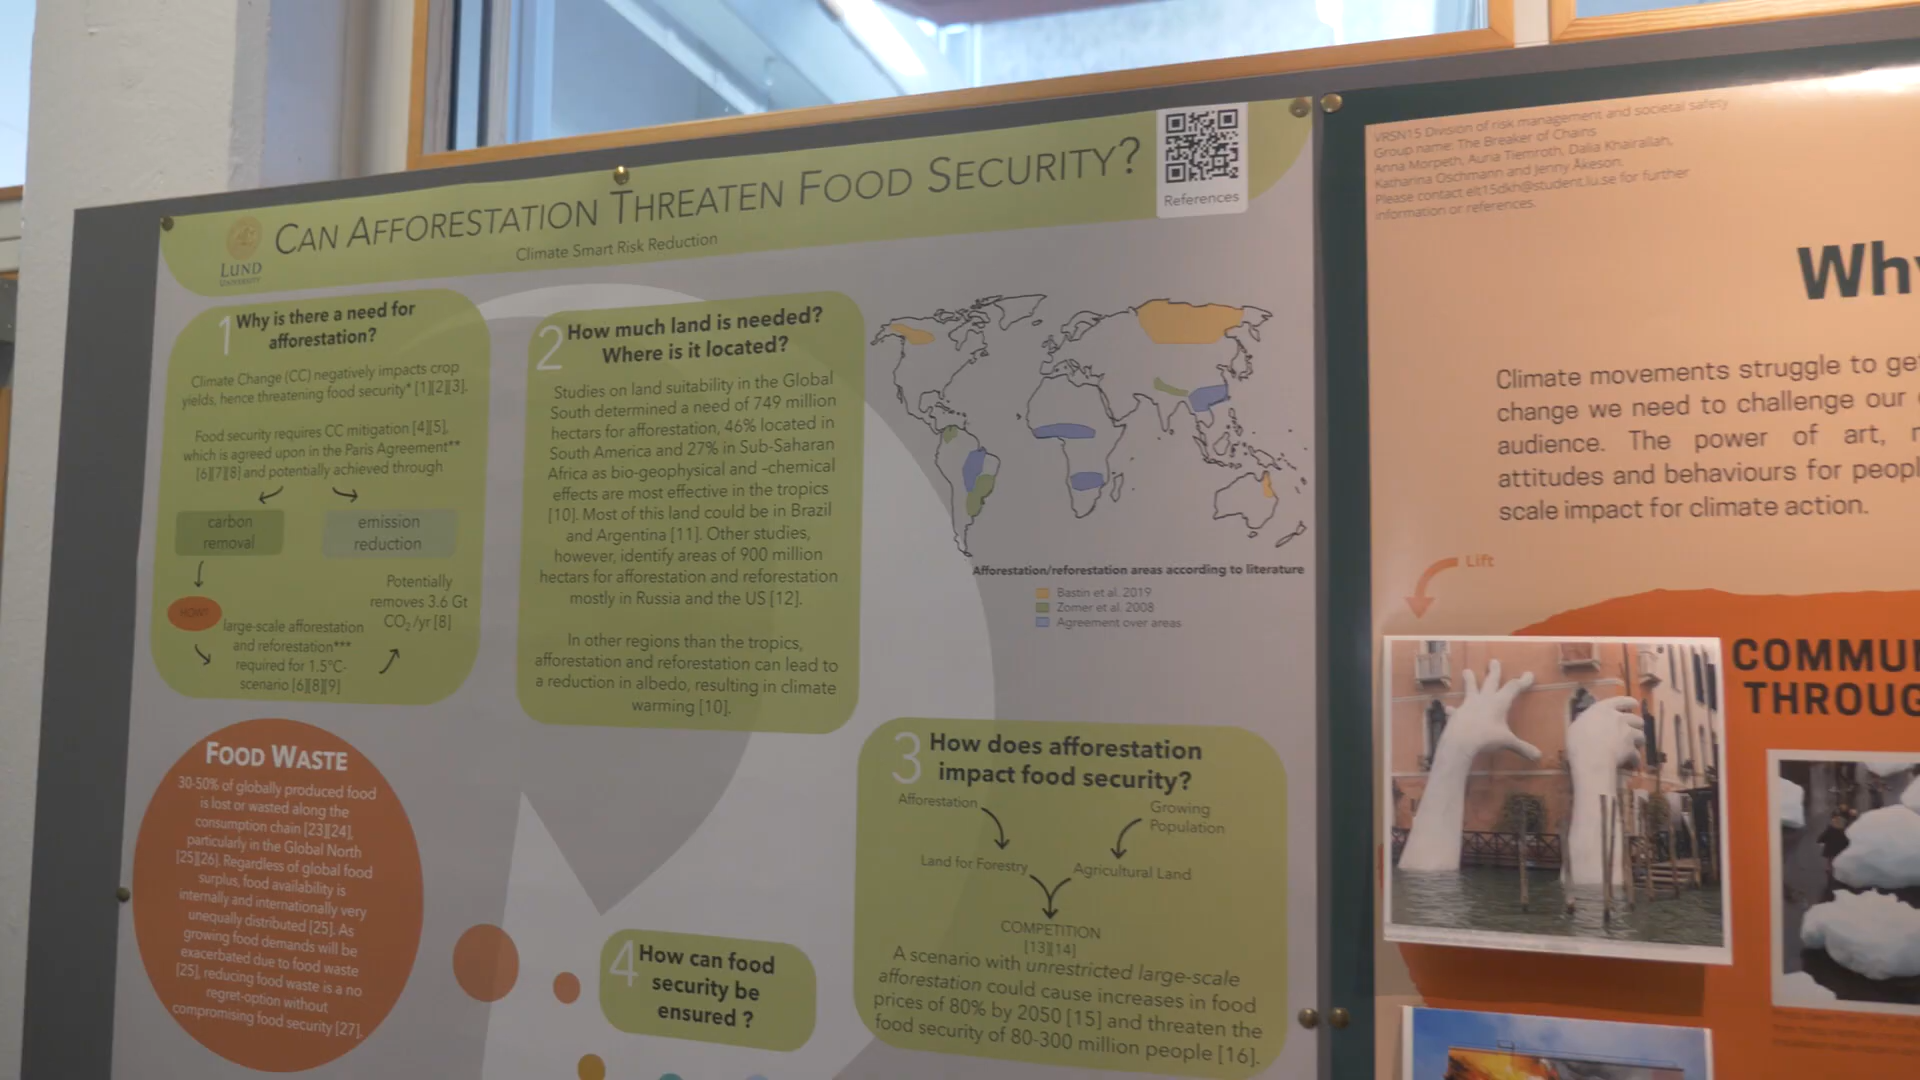 CAN AFFORESTATION THREATEN FOOD SECURITY?
Climate Smart Risk Reduction
LUND
UNIVERSITY
References
1
Why is there a need for
afforestation?
Climate Change (CC) negatively impacts crop
yields, hence threatening food security* [1][2][3].
Food security requires CC mitigation [4][5],
which is agreed upon in the Paris Agreement**
[6][7][8] and potentially achieved through
carbon
removal
emission
reduction
HOW?
large-scale afforestation
and reforestation***
required for 1.5°C-
scenario [6][8][9]
Potentially
removes 3.6 Gt
CO₂/yr [8]
2
How much land is needed?
Where is it located?
Studies on land suitability in the Global
South determined a need of 749 million
hectars for afforestation, 46% located in
South America and 27% in Sub-Saharan
Africa as bio-geophysical and -chemical
effects are most effective in the tropics
[10]. Most of this land could be in Brazil
and Argentina [11]. Other studies,
however, identify areas of 900 million
hectars for afforestation and reforestation
mostly in Russia and the US [12].
In other regions than the tropics,
afforestation and reforestation can lead to
a reduction in albedo, resulting in climate
warming [10].
Afforestation/reforestation areas according to literature
Bastin et al. 2019
Zomer et al. 2008
Agreement over areas
FOOD WASTE
30-50% of globally produced food
is lost or wasted along the
consumption chain [23][24],
particularly in the Global North
[25][26]. Regardless of global food
surplus, food availability is
internally and internationally very
unequally distributed [25]. As
growing food demands will be
exacerbated due to food waste
[25], reducing food waste is a no
regret-option without
compromising food security [27].
3
How does afforestation
impact food security?
Afforestation
Growing
Population
Land for Forestry
Agricultural Land
COMPETITION
[13][14]
A scenario with unrestricted large-scale
afforestation could cause increases in food
prices of 80% by 2050 [15] and threaten the
food security of 80-300 million people [16].
4
How can food
security be
ensured ?
VRSN15 Division of risk management and societal safety
Group name: The Breaker of Chains
Anna Morpeth, Auria Tiemroth, Dalia Khairallah,
Katharina Oschmann and Jenny Åkeson.
Please contact elt15dkh@student.lu.se for further
information or references.
Why
Climate movements struggle to ge
change we need to challenge our
audience. The power of art,
attitudes and behaviours for peopl
scale impact for climate action.
Lift
COMMU
THROUG